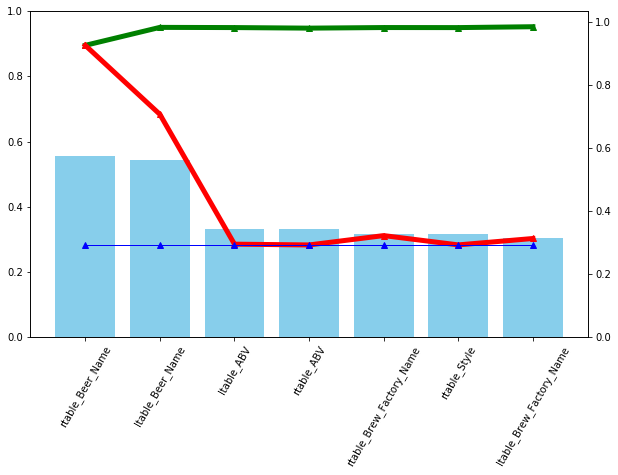 1.0
0.8
0.6
0.4
0.2
0.0
1.0
0.8
0.6
0.4
0.2
0.0
rtable_Beer_Name
ltable_Beer_Name
ltable_ABV
rtable_ABV
rtable_Brew_Factory_Name
rtable_Style
ltable_Brew_Factory_Name